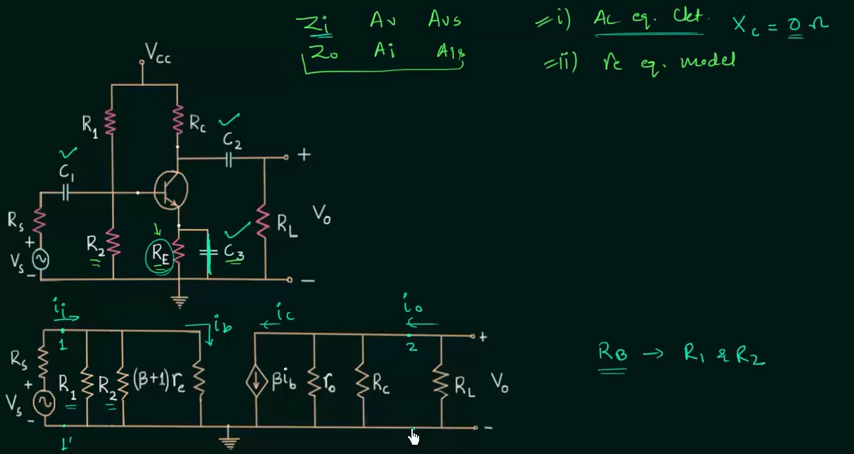 Zi Av Avs
Zo Ai Ais
⇒i) Ac eq. Ckt. Xc = 0 Ω
⇒ii) re eq. model
VCC
R1
RC
C2
C1
+
RS
+
VS
-
R2
RE
C3
RL
Vo
-
ii
ib
ic
io
1
2
+
RS
+
VS
-
R1
R2
(β+1)re
βib
ro
RC
RL
Vo
-
1'
RB → R1 & R2